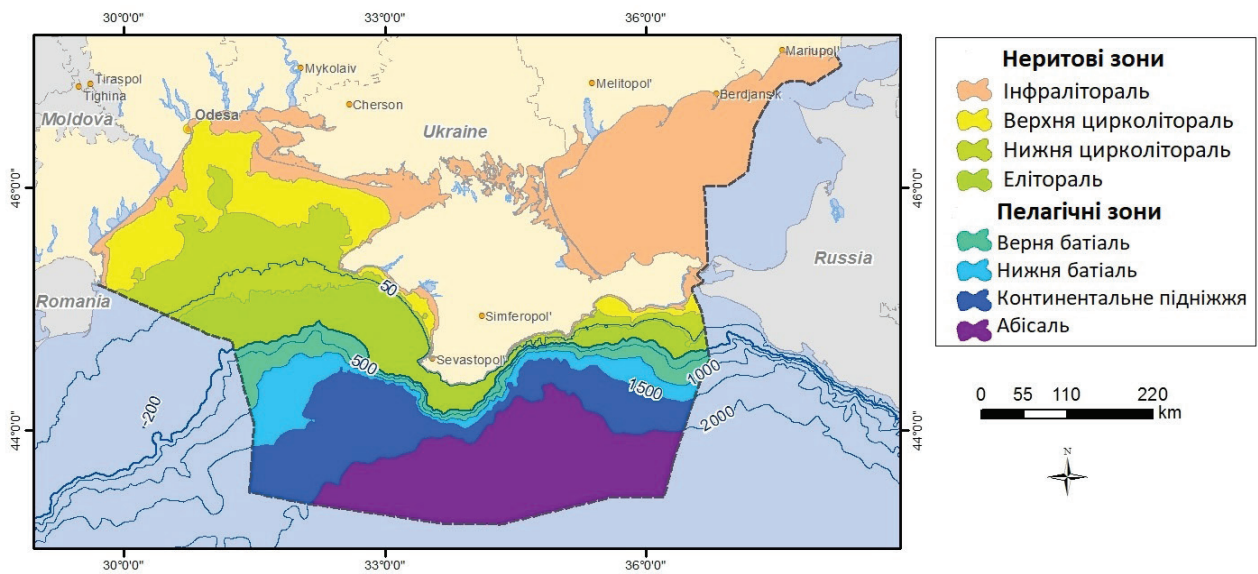 30°0'0"
33°0'0"
36°0'0"
Mariupol'
Mykolaiv
Tiraspol
Tighina
Melitopol'
Berdjans'k
Cherson
Odesa
Moldova
Ukraine
46°0'0"
46°0'0"
Russia
Romania
50
Simferopol'
Sevastopol'
500
1000
1500
-200
2000
44°0'0"
44°0'0"
30°0'0"
33°0'0"
36°0'0"
Неритові зони
Інфралітораль
Верхня циркалітораль
Нижня циркалітораль
Елітораль
Пелагічні зони
Верня батіаль
Нижня батіаль
Континентальне підніжжя
Абісаль
0 55 110 220
km
N